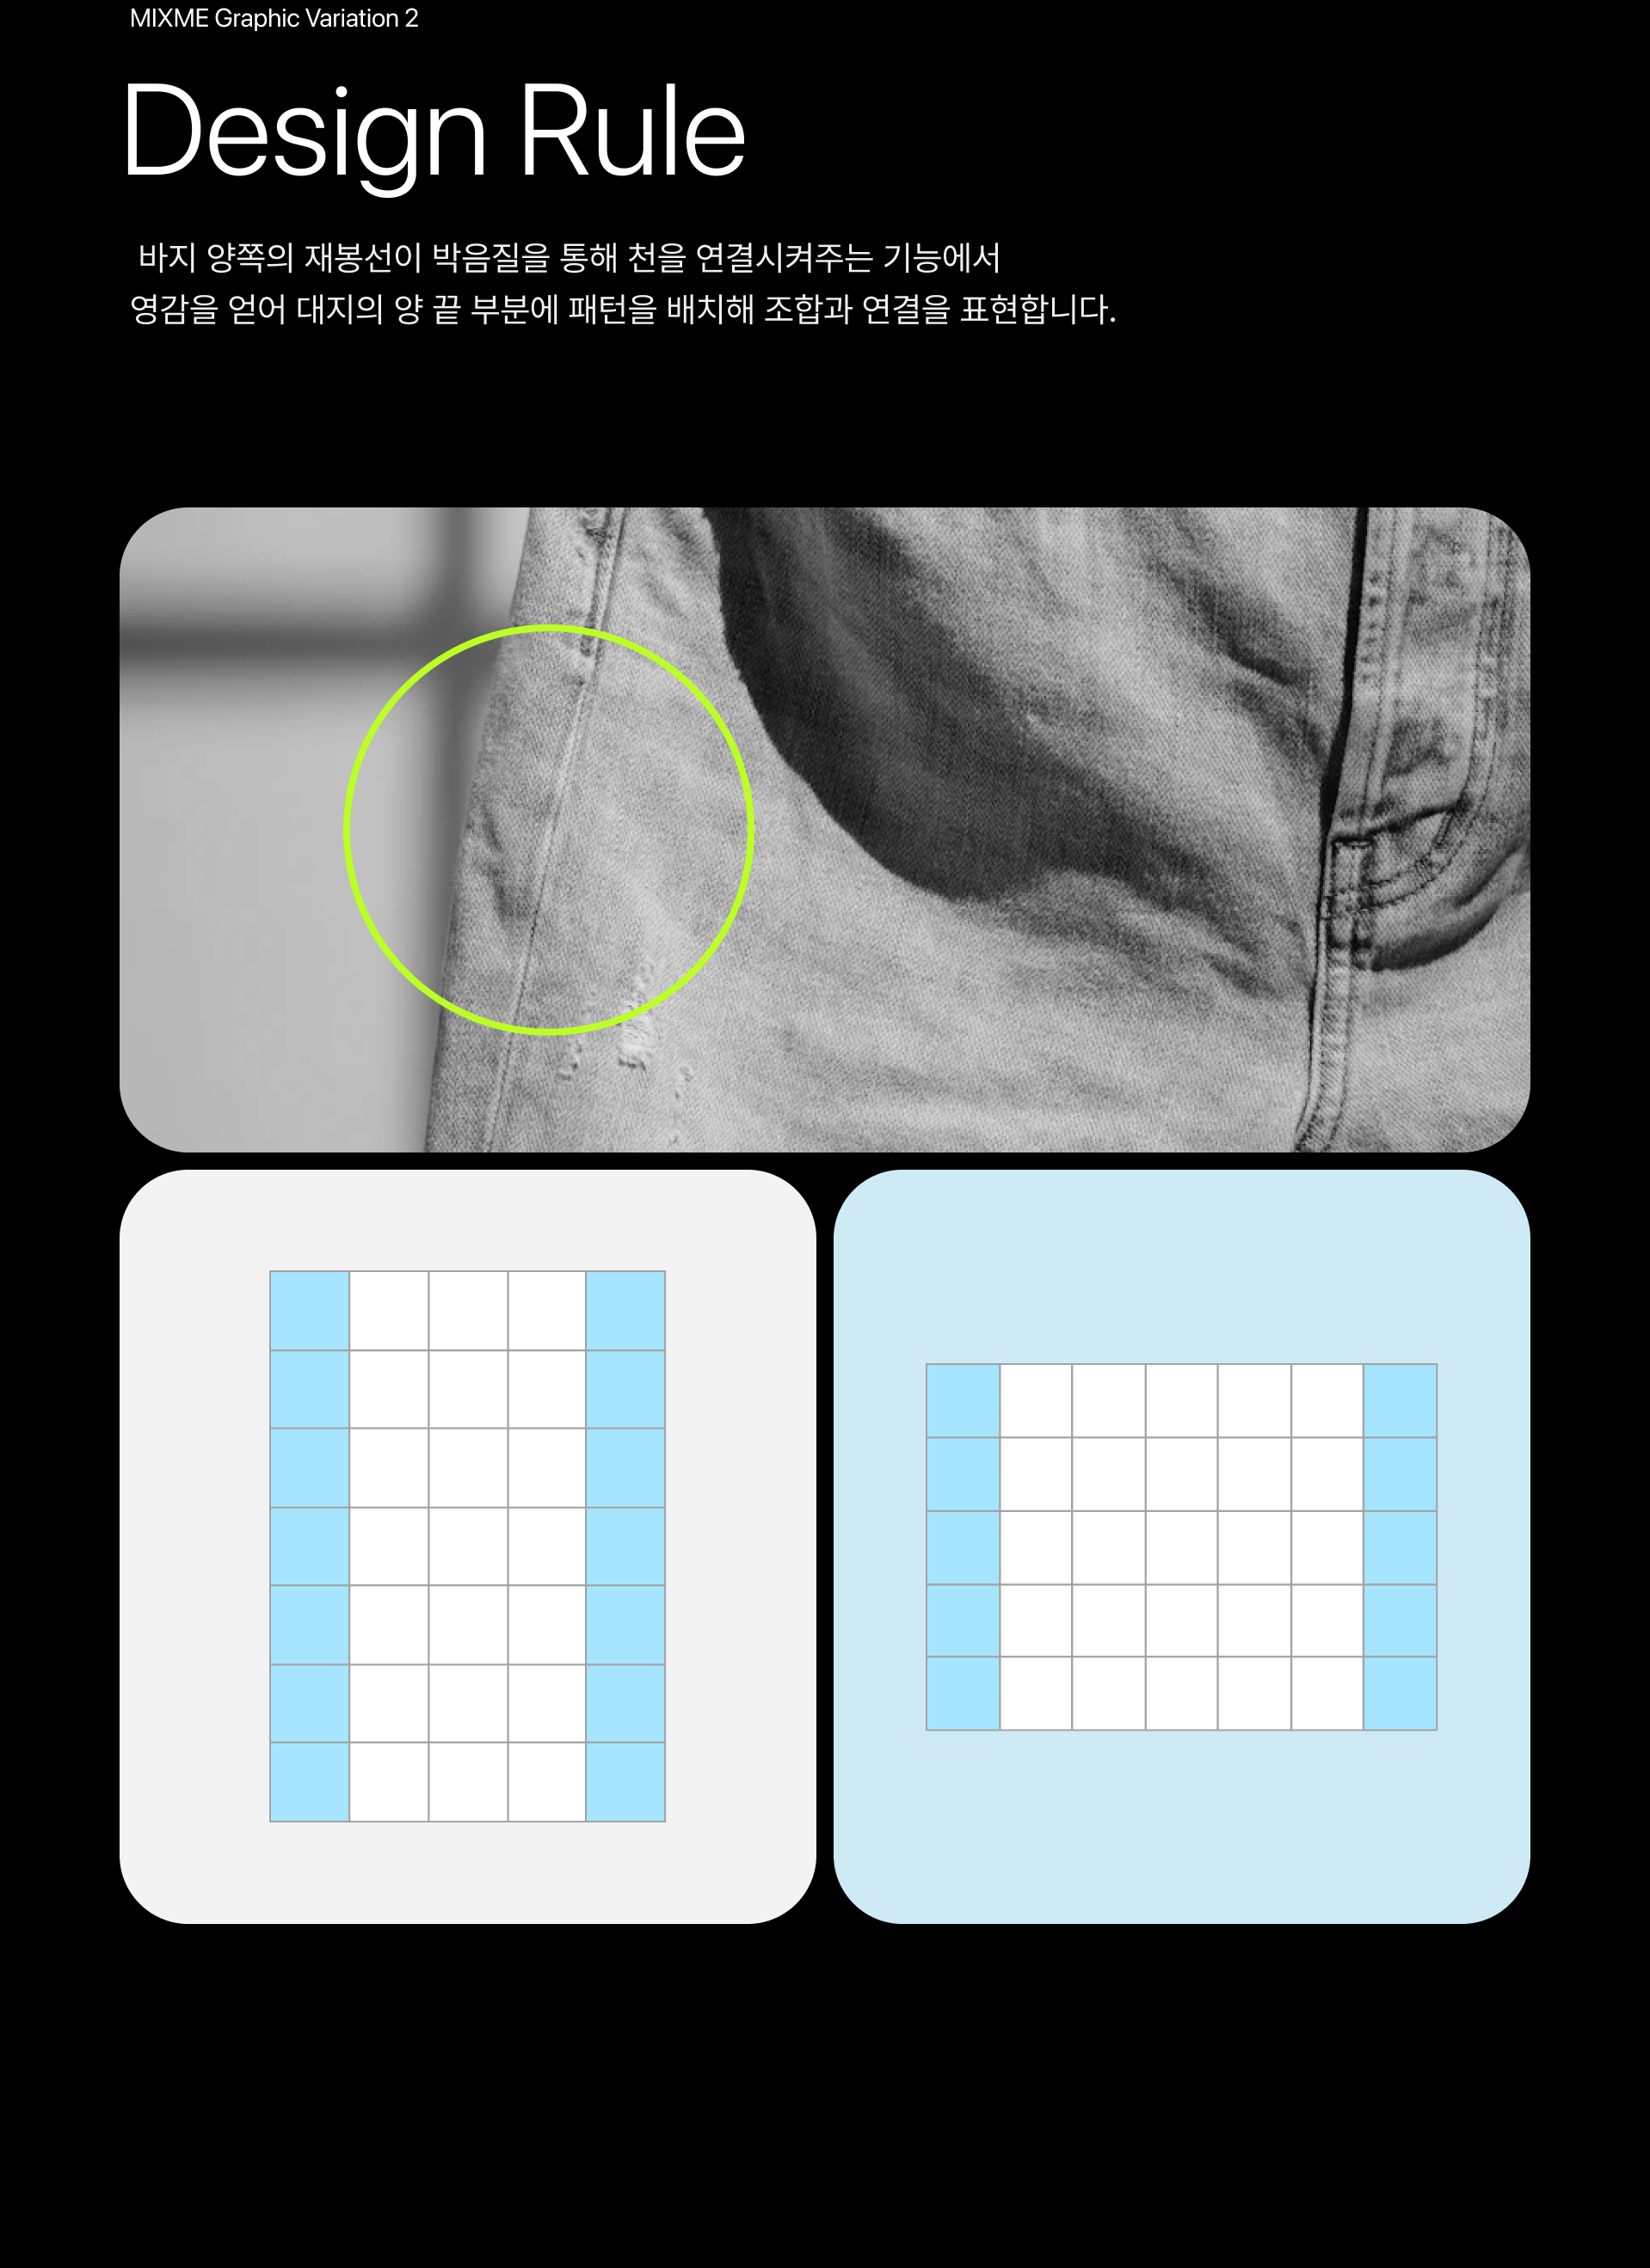 MIXME Graphic Variation 2
Design Rule
바지 양쪽의 재봉선이 박음질을 통해 천을 연결시켜주는 기능에서
영감을 얻어 대지의 양 끝 부분에 패턴을 배치해 조합과 연결을 표현합니다.